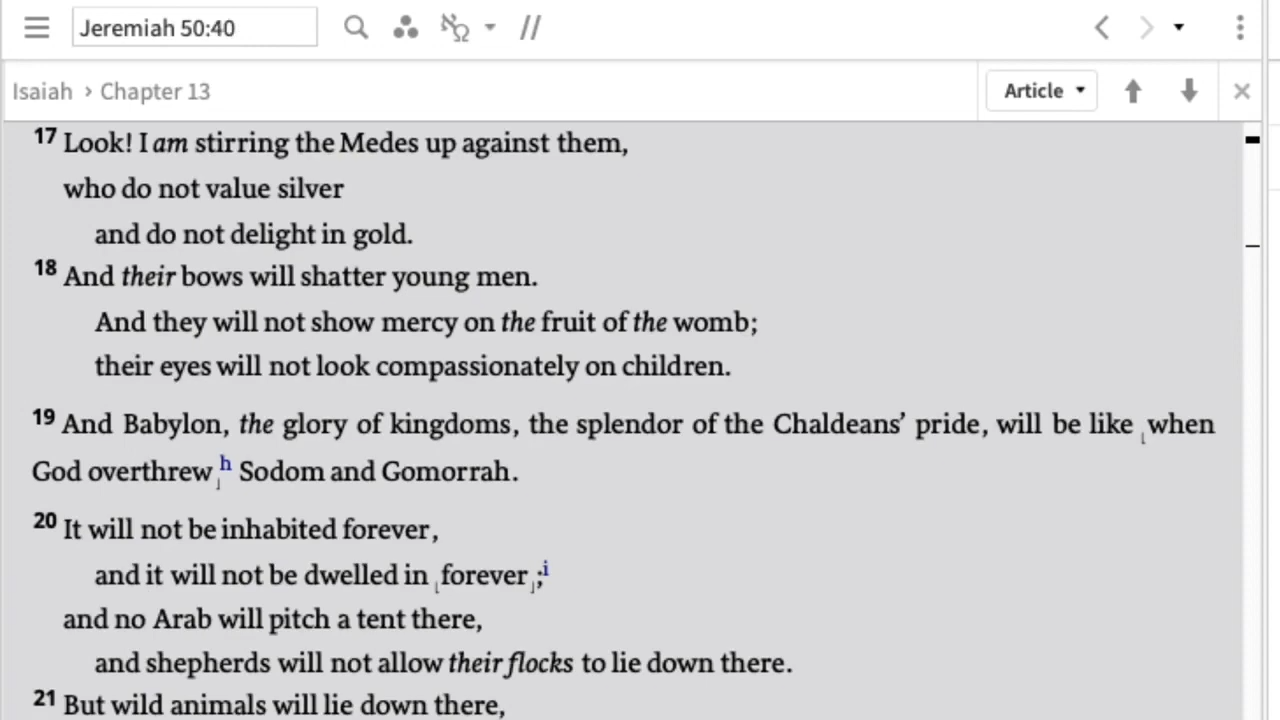 Jeremiah 50:40
Isaiah › Chapter 13
Article
17 Look! I am stirring the Medes up against them,
who do not value silver
and do not delight in gold.
18 And their bows will shatter young men.
And they will not show mercy on the fruit of the womb;
their eyes will not look compassionately on children.
19 And Babylon, the glory of kingdoms, the splendor of the Chaldeans’ pride, will be like ⌊when
God overthrew⌋ h Sodom and Gomorrah.
20 It will not be inhabited forever,
and it will not be dwelled in ⌊forever⌋; i
and no Arab will pitch a tent there,
and shepherds will not allow their flocks to lie down there.
21 But wild animals will lie down there,